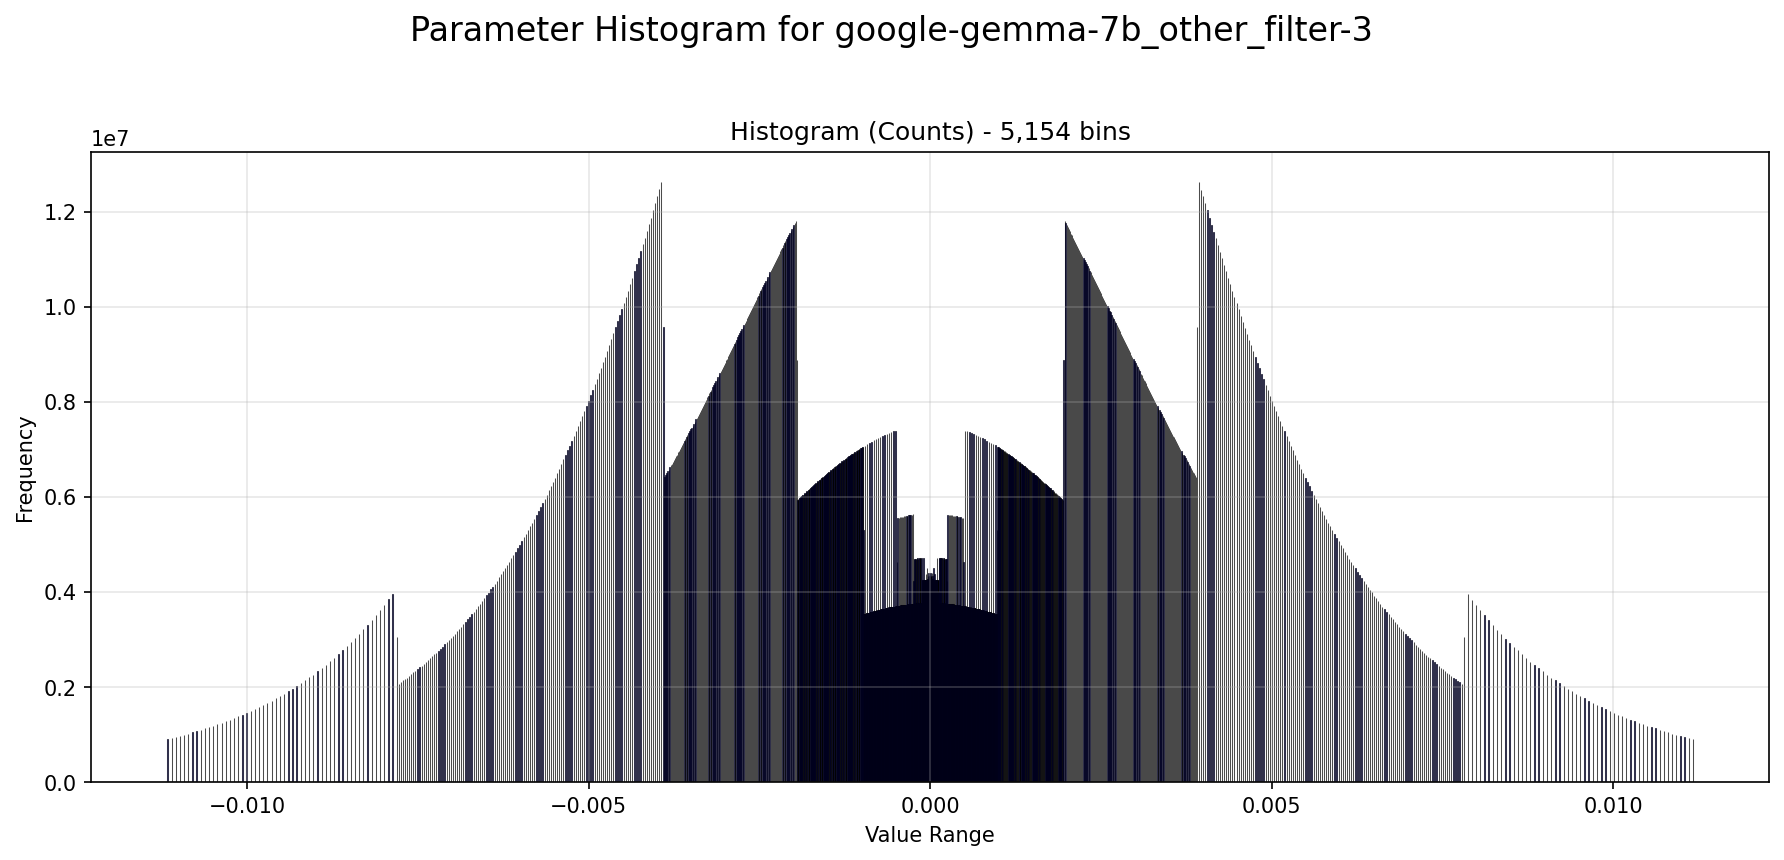 Parameter Histogram for google-gemma-7b_other_filter-3
Histogram (Counts) - 5,154 bins
1e7
1.2
1.0
0.8
0.6
0.4
0.2
0.0
Frequency
−0.010
−0.005
0.000
0.005
0.010
Value Range